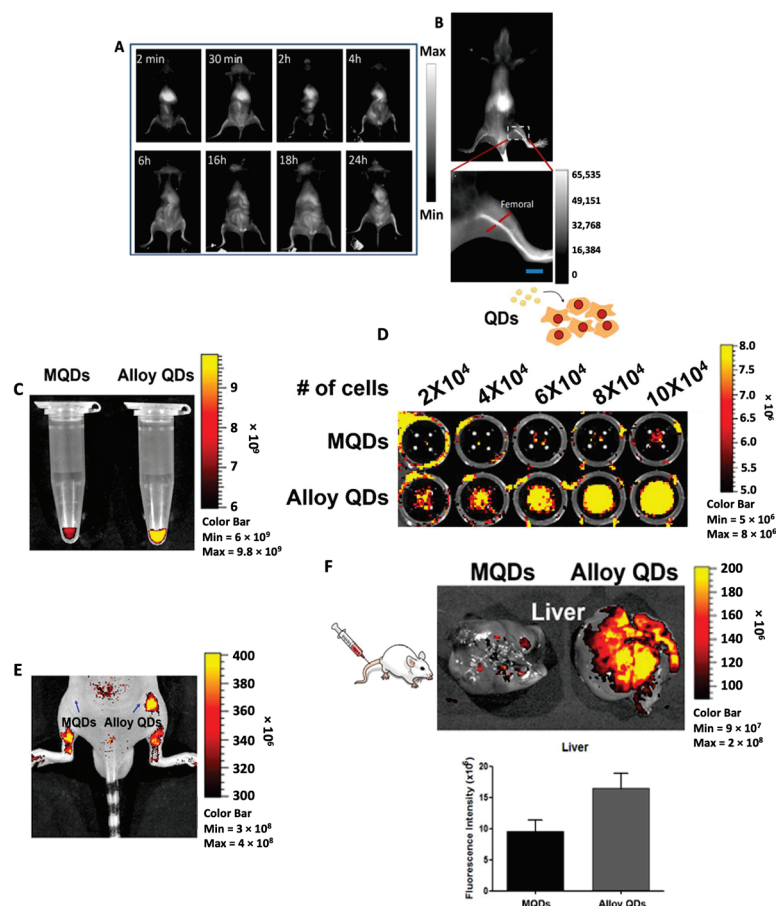 A
2 min
30 min
2h
4h
6h
16h
18h
24h
Max
Min
B
Femoral
65,535
49,151
32,768
16,384
0
C
MQDs
Alloy QDs
9
8
7
6
× 10⁹
Color Bar
Min = 6 × 10⁹
Max = 9.8 × 10⁹
D
QDs
# of cells
2X10⁴
4X10⁴
6X10⁴
8X10⁴
10X10⁴
MQDs
Alloy QDs
8.0
7.5
7.0
6.5
6.0
5.5
5.0
× 10⁶
Color Bar
Min = 5 × 10⁶
Max = 8 × 10⁶
E
MQDs
Alloy QDs
400
380
360
340
320
300
× 10⁶
Color Bar
Min = 3 × 10⁸
Max = 4 × 10⁸
F
MQDs
Alloy QDs
Liver
200
180
160
140
120
100
× 10⁶
Color Bar
Min = 9 × 10⁷
Max = 2 × 10⁸
Liver
Fluorescence Intensity (x10⁶)
20
15
10
5
0
MQDs
Alloy QDs